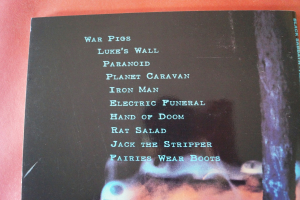 War Pigs
Luke's Wall
Paranoid
Planet Caravan
Iron Man
Electric Funeral
Hand of Doom
Rat Salad
Jack the Stripper
Fairies Wear Boots